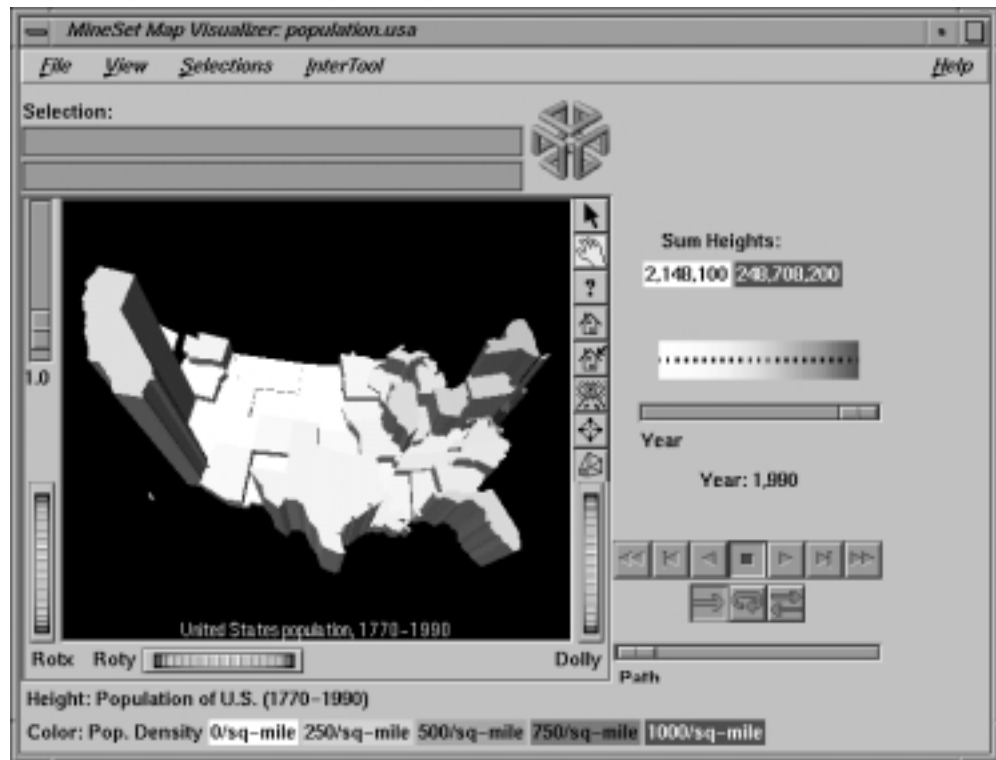 MineSet Map Visualizer: population.usa
File View Selections InterTool Help
Selection:
Sum Heights:
2,148,100 248,708,200
1.0
?
Year
Year: 1,990
United States population, 1770-1990
Rotx Roty Dolly
Path
Height: Population of U.S. (1770-1990)
Color: Pop. Density 0/sq-mile 250/sq-mile 500/sq-mile 750/sq-mile 1000/sq-mile